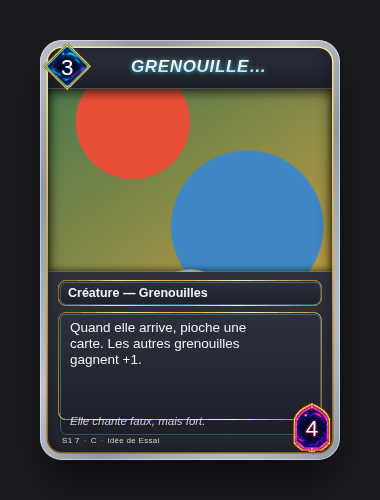 3
GRENOUILLE…
Créature — Grenouilles
Quand elle arrive, pioche une
carte. Les autres grenouilles
gagnent +1.
Elle chante faux, mais fort.
4
S1 7 · C · Idée de Essai